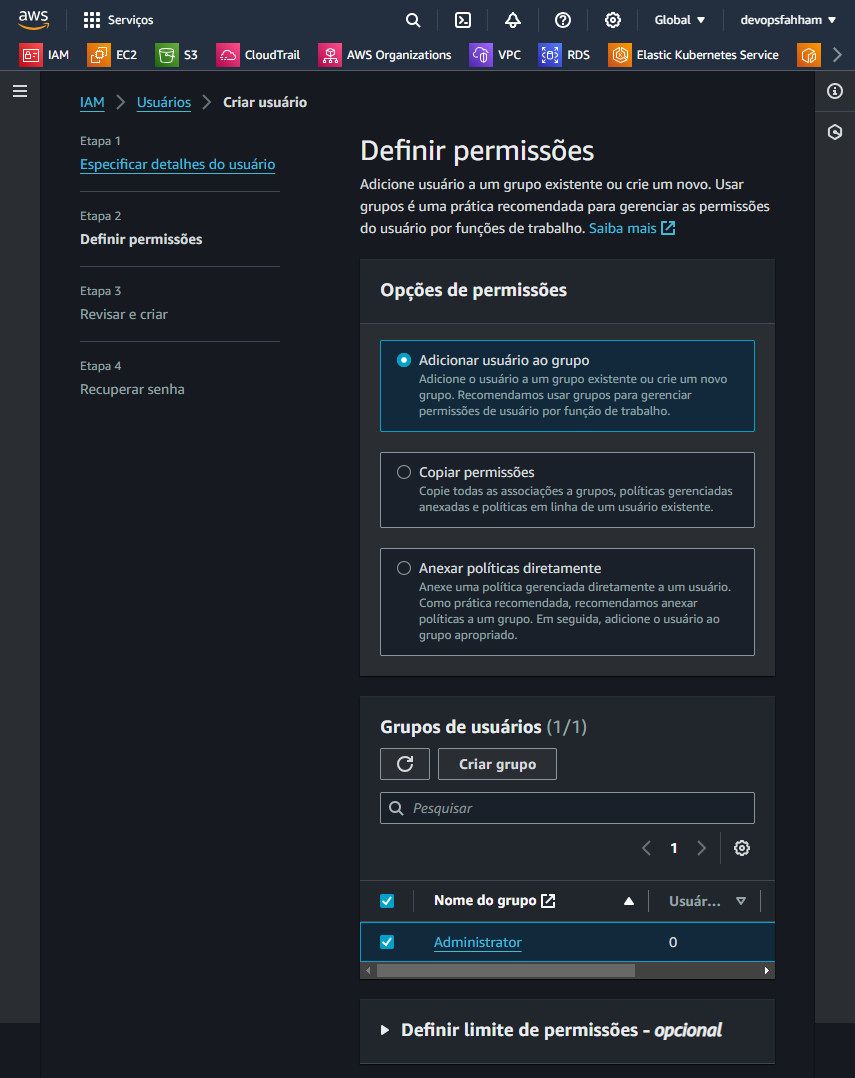 aws
Serviços
Global
devopsfahham
IAM
EC2
S3
CloudTrail
AWS Organizations
VPC
RDS
Elastic Kubernetes Service
IAM
Usuários
Criar usuário
Etapa 1
Especificar detalhes do usuário
Etapa 2
Definir permissões
Etapa 3
Revisar e criar
Etapa 4
Recuperar senha
Definir permissões
Adicione usuário a um grupo existente ou crie um novo. Usar
grupos é uma prática recomendada para gerenciar as permissões
do usuário por funções de trabalho. Saiba mais
Opções de permissões
Adicionar usuário ao grupo
Adicione o usuário a um grupo existente ou crie um novo
grupo. Recomendamos usar grupos para gerenciar
permissões de usuário por função de trabalho.
Copiar permissões
Copie todas as associações a grupos, políticas gerenciadas
anexadas e políticas em linha de um usuário existente.
Anexar políticas diretamente
Anexe uma política gerenciada diretamente a um usuário.
Como prática recomendada, recomendamos anexar
políticas a um grupo. Em seguida, adicione o usuário ao
grupo apropriado.
Grupos de usuários (1/1)
Criar grupo
Pesquisar
1
Nome do grupo
Usuár...
Administrator
0
Definir limite de permissões - opcional